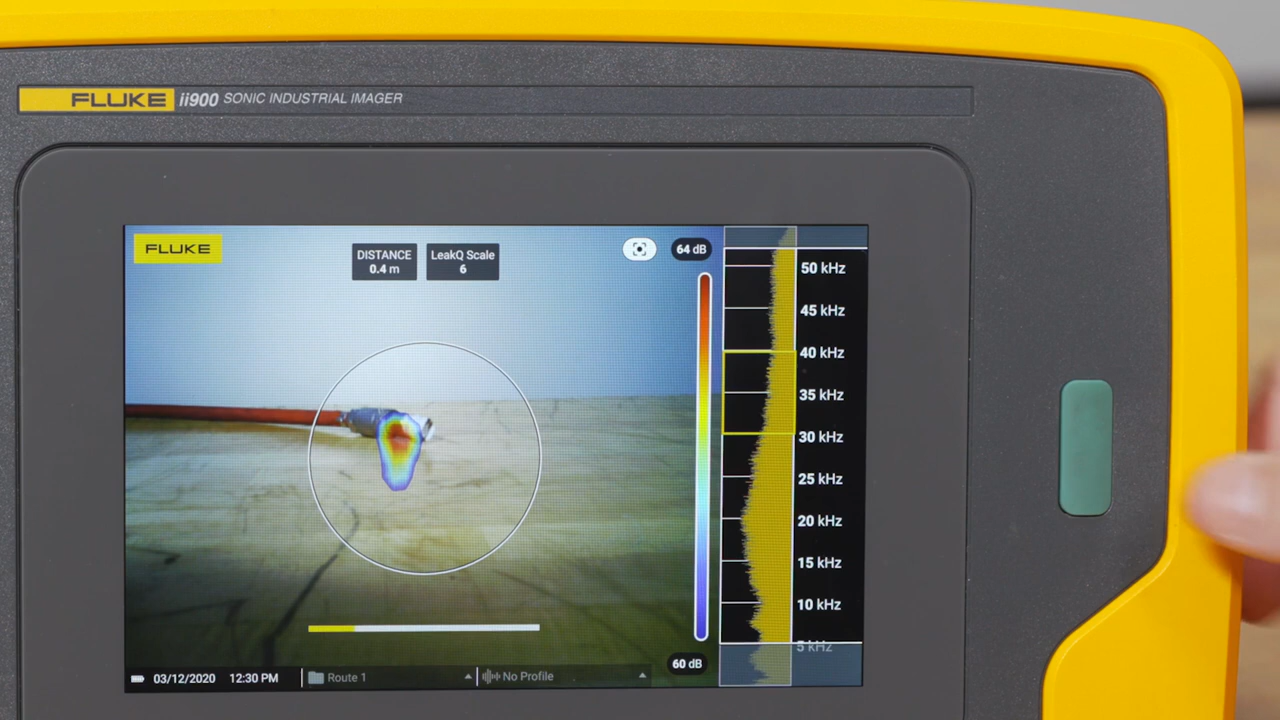 FLUKE ii900 SONIC INDUSTRIAL IMAGER
FLUKE
DISTANCE
0.4 m
LeakQ Scale
6
64 dB
50 kHz
45 kHz
40 kHz
35 kHz
30 kHz
25 kHz
20 kHz
15 kHz
10 kHz
5 kHz
60 dB
03/12/2020 12:30 PM Route 1 No Profile